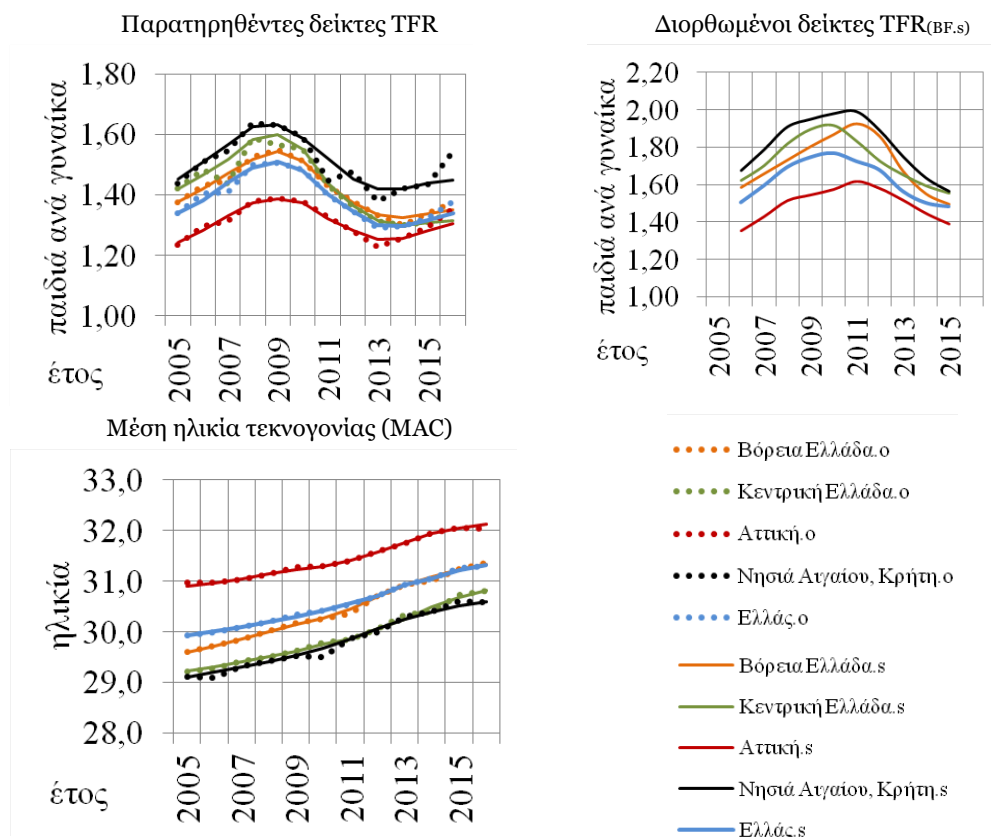 Παρατηρηθέντες δείκτες TFR
παιδιά ανά γυναίκα
1,80
1,60
1,40
1,20
1,00
έτος
2005
2007
2009
2011
2013
2015
Διορθωμένοι δείκτες TFR(BF.s)
παιδιά ανά γυναίκα
2,20
2,00
1,80
1,60
1,40
1,20
1,00
έτος
2005
2007
2009
2011
2013
2015
Μέση ηλικία τεκνογονίας (MAC)
ηλικία
33,0
32,0
31,0
30,0
29,0
28,0
έτος
2005
2007
2009
2011
2013
2015
Βόρεια Ελλάδα.o
Κεντρική Ελλάδα.o
Αττική.o
Νησιά Αιγαίου, Κρήτη.o
Ελλάς.o
Βόρεια Ελλάδα.s
Κεντρική Ελλάδα.s
Αττική.s
Νησιά Αιγαίου, Κρήτη.s
Ελλάς.s